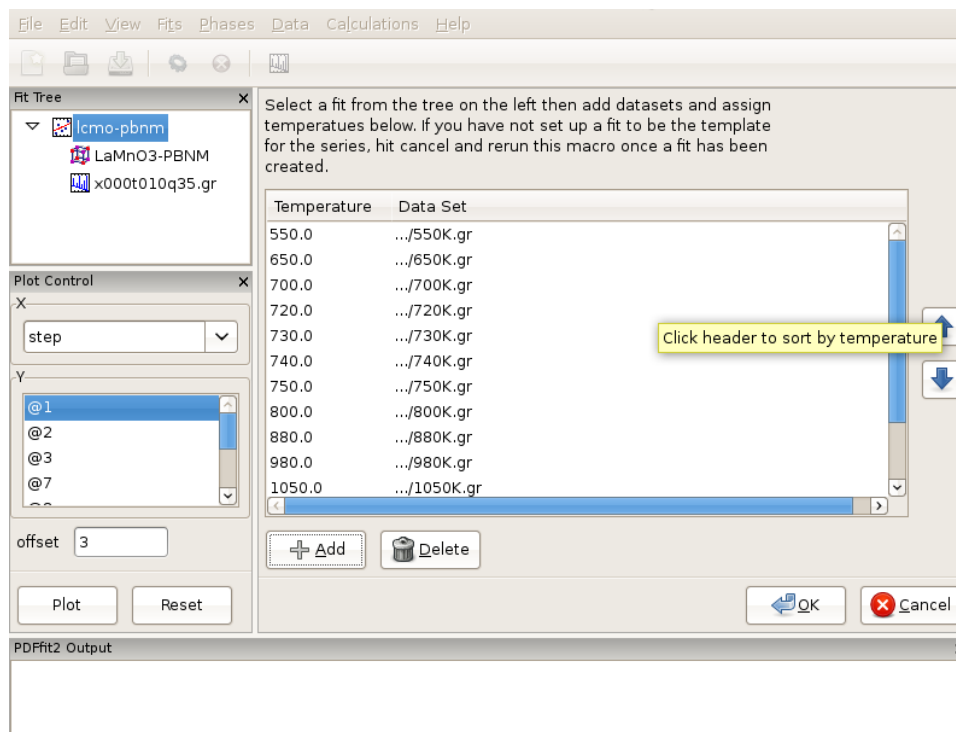 File Edit View Fits Phases Data Calculations Help
Fit Tree
lcmo-pbnm
LaMnO3-PBNM
x000t010q35.gr
Plot Control
X
step
Y
@1
@2
@3
@7
offset 3
Plot Reset
Select a fit from the tree on the left then add datasets and assign
temperatues below. If you have not set up a fit to be the template
for the series, hit cancel and rerun this macro once a fit has been
created.
Temperature Data Set
550.0 .../550K.gr
650.0 .../650K.gr
700.0 .../700K.gr
720.0 .../720K.gr
730.0 .../730K.gr
740.0 .../740K.gr
750.0 .../750K.gr
800.0 .../800K.gr
880.0 .../880K.gr
980.0 .../980K.gr
1050.0 .../1050K.gr
Click header to sort by temperature
Add Delete
OK Cancel
PDFfit2 Output